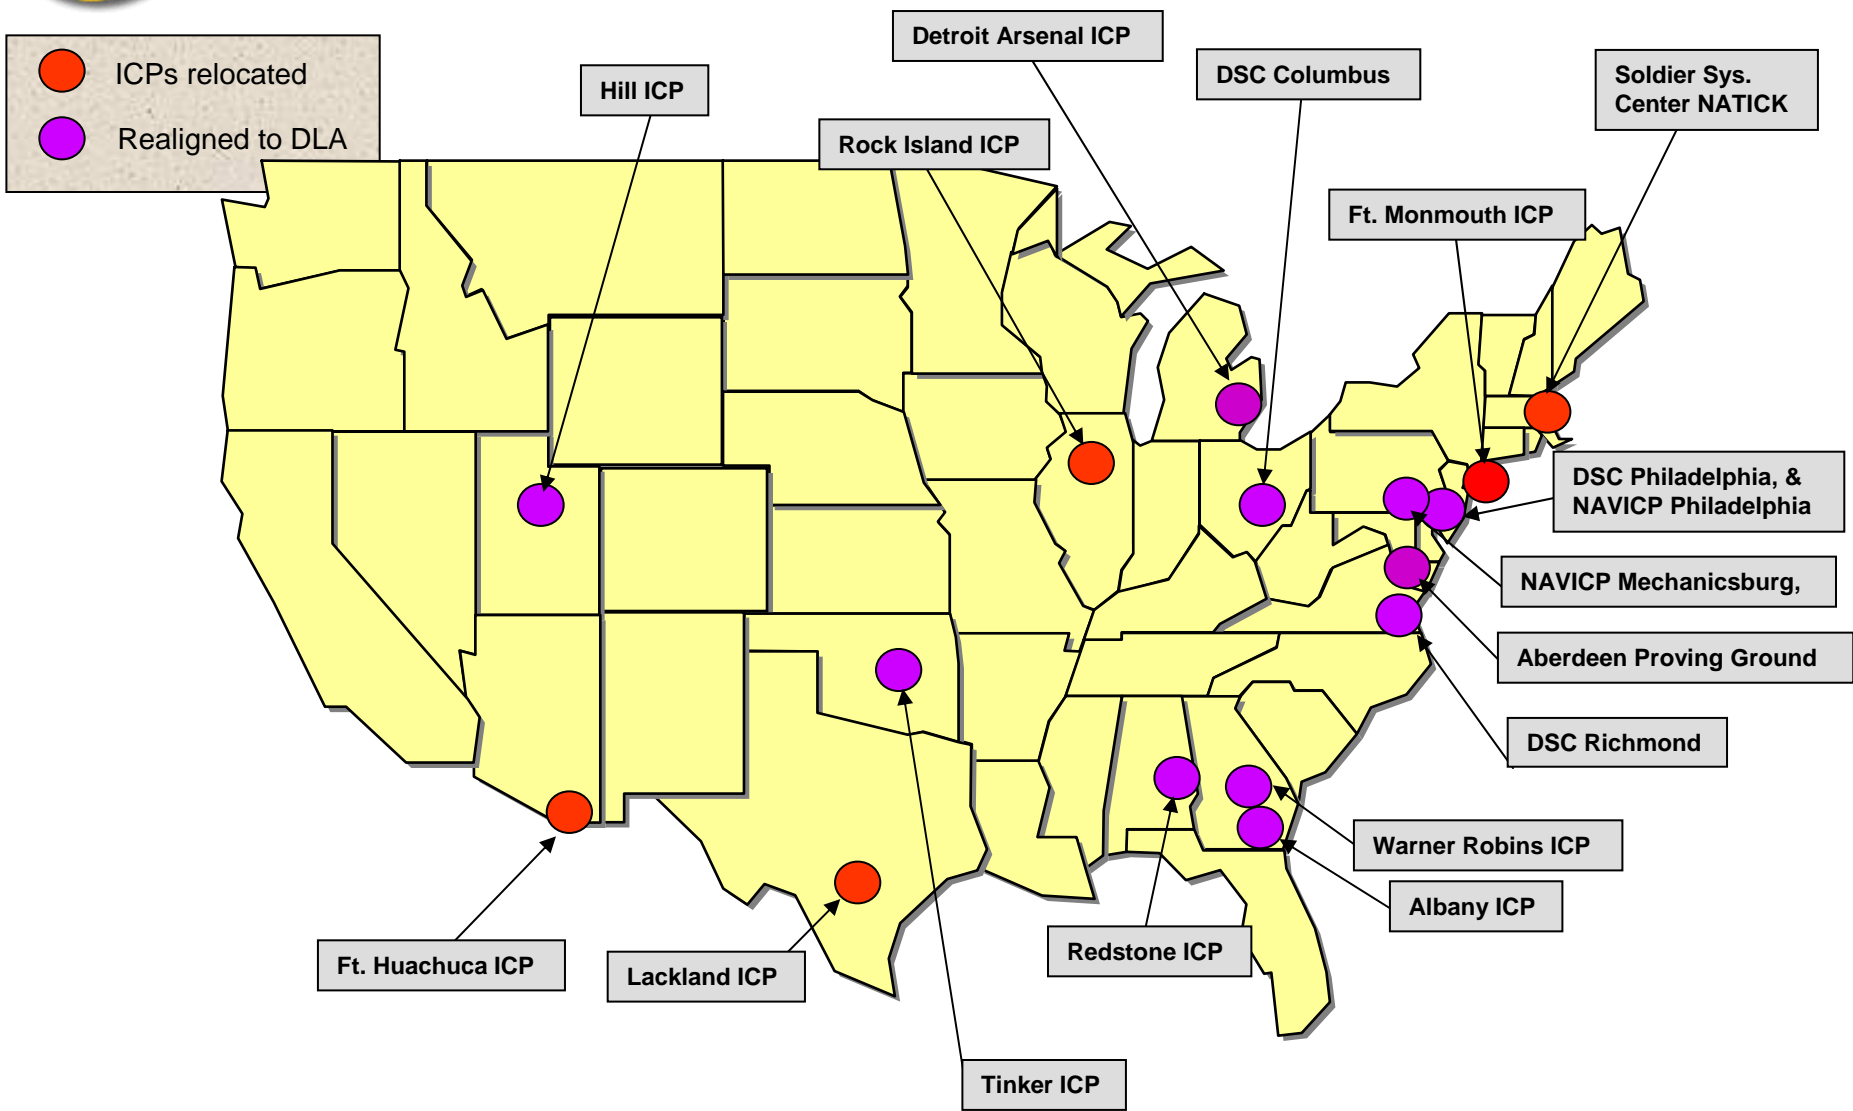 ICPs relocated
Realigned to DLA
Hill ICP
Detroit Arsenal ICP
Rock Island ICP
DSC Columbus
Soldier Sys.
Center NATICK
Ft. Monmouth ICP
DSC Philadelphia, &
NAVICP Philadelphia
NAVICP Mechanicsburg,
Aberdeen Proving Ground
DSC Richmond
Warner Robins ICP
Albany ICP
Redstone ICP
Ft. Huachuca ICP
Lackland ICP
Tinker ICP